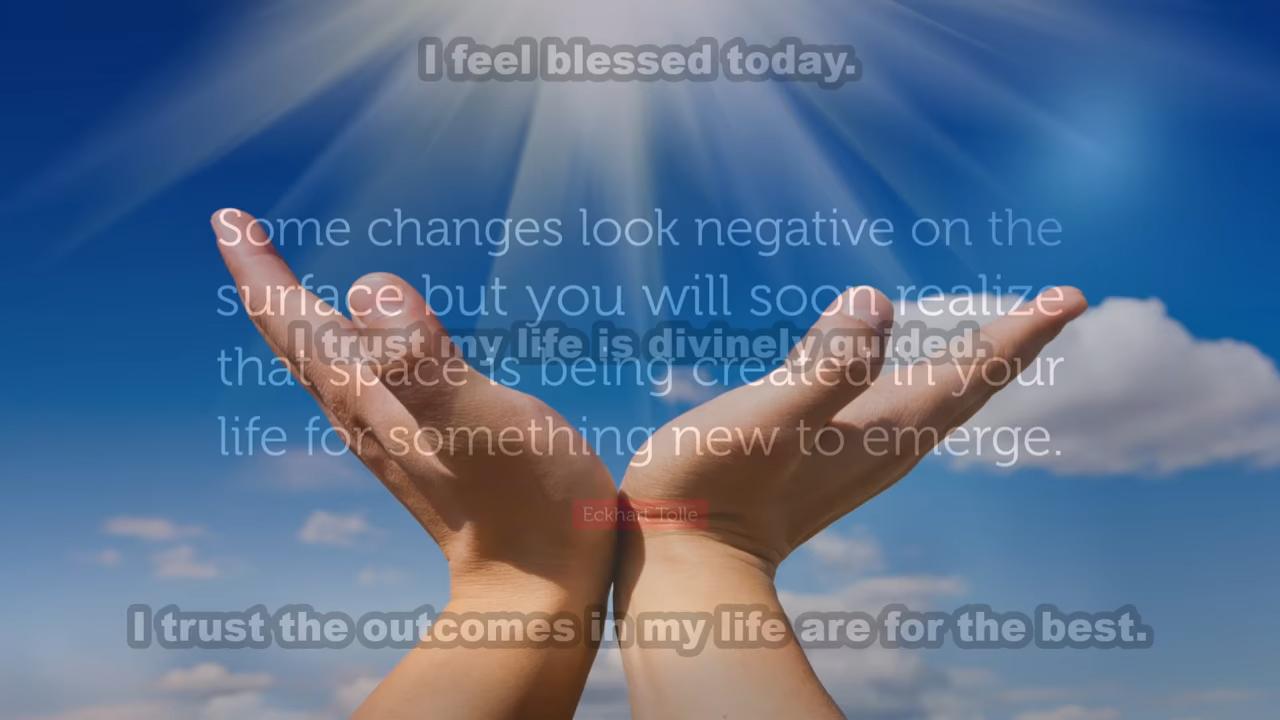 I feel blessed today.
Some changes look negative on the
surface but you will soon realize
I trust my life is divinely guided
that space is being created in your
life for something new to emerge.
Eckhart Tolle
I trust the outcomes in my life are for the best.